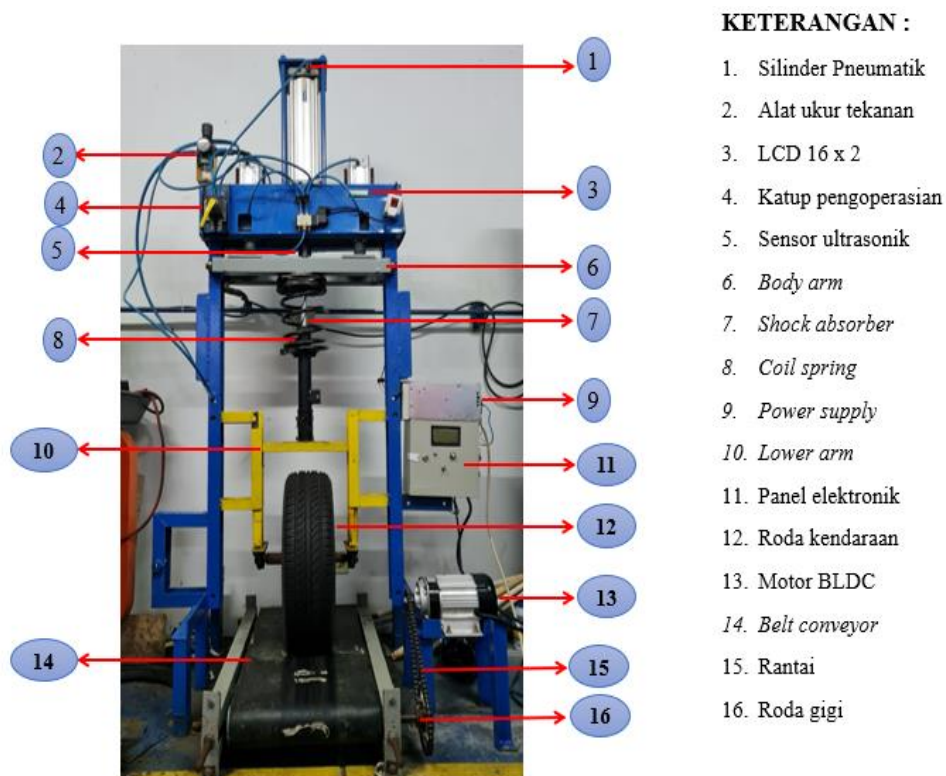 KETERANGAN :
1. Silinder Pneumatik
2. Alat ukur tekanan
3. LCD 16 x 2
4. Katup pengoperasian
5. Sensor ultrasonik
6. Body arm
7. Shock absorber
8. Coil spring
9. Power supply
10. Lower arm
11. Panel elektronik
12. Roda kendaraan
13. Motor BLDC
14. Belt conveyor
15. Rantai
16. Roda gigi
1
2
3
4
5
6
7
8
9
10
11
12
13
14
15
16